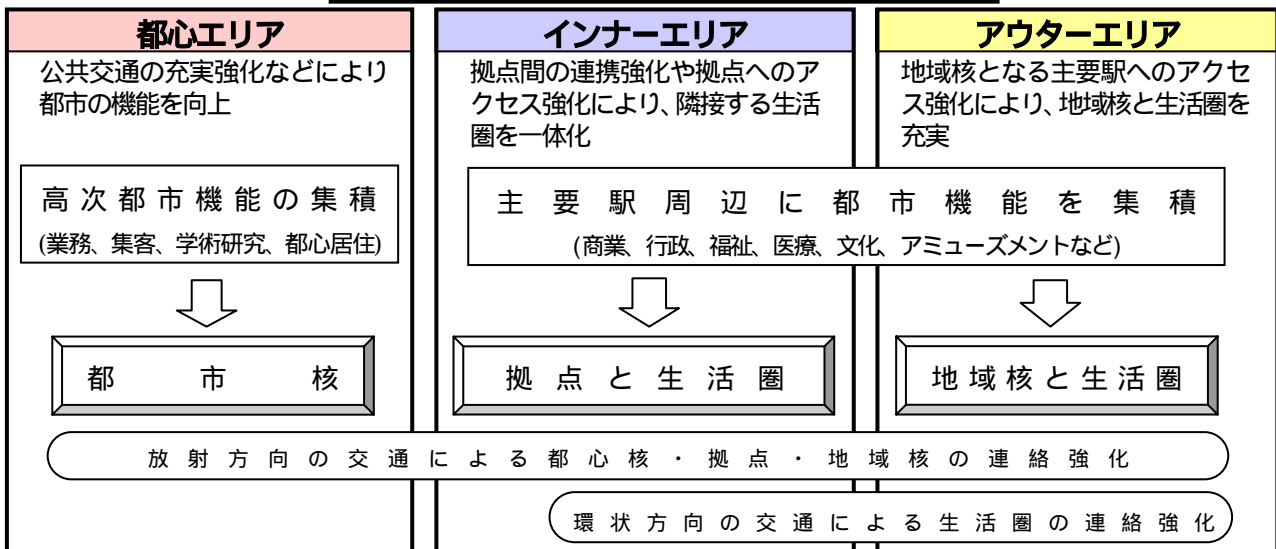 都心エリア
公共交通の充実強化などにより
都市の機能を向上
高次都市機能の集積
(業務、集客、学術研究、都心居住)
都市核
インナーエリア
拠点間の連携強化や拠点へのア
クセス強化により、隣接する生活
圏を一体化
アウターエリア
地域核となる主要駅へのアクセ
ス強化により、地域核と生活圏を
充実
主要駅周辺に都市機能を集積
(商業、行政、福祉、医療、文化、アミューズメントなど)
拠点と生活圏
地域核と生活圏
放射方向の交通による都心核・拠点・地域核の連絡強化
環状方向の交通による生活圏の連絡強化